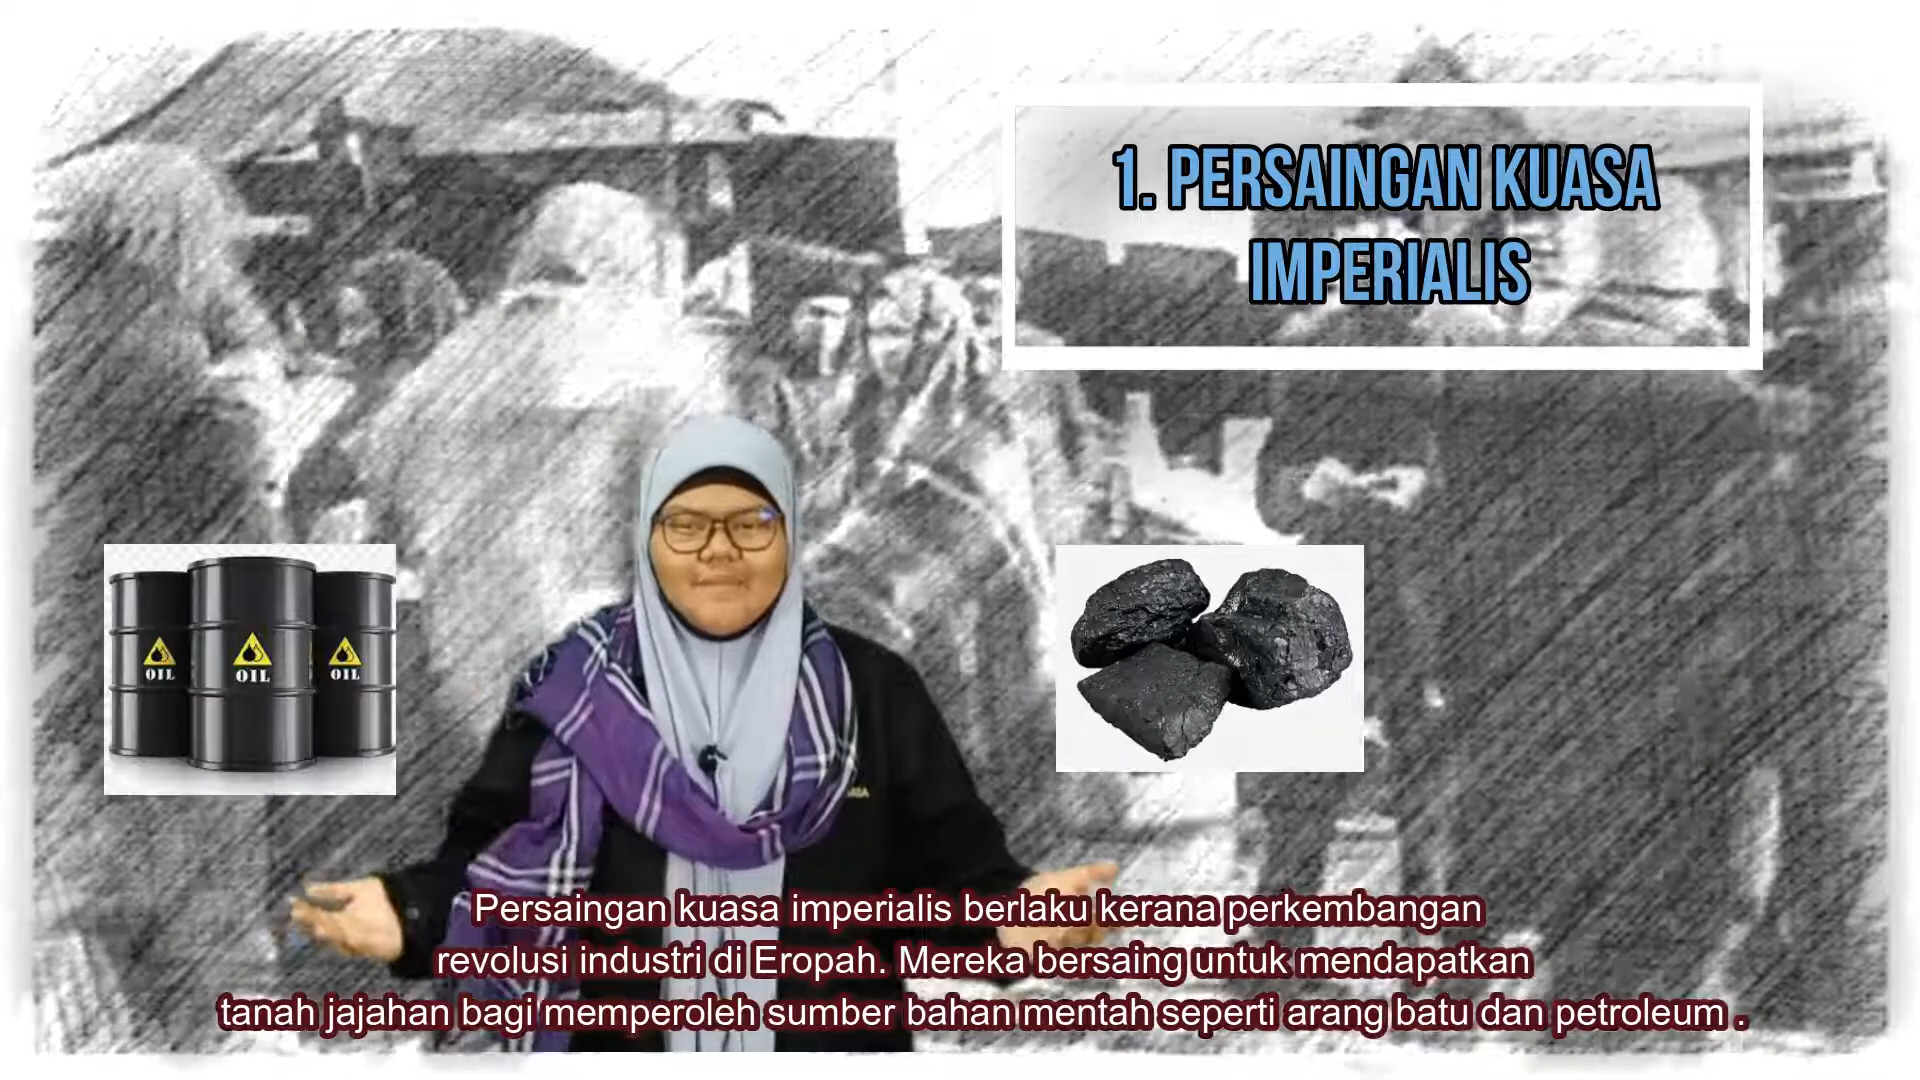 1. PERSAINGAN KUASA
IMPERIALIS
OIL
OIL
OIL
Persaingan kuasa imperialis berlaku kerana perkembangan
revolusi industri di Eropah. Mereka bersaing untuk mendapatkan
tanah jajahan bagi memperoleh sumber bahan mentah seperti arang batu dan petroleum .